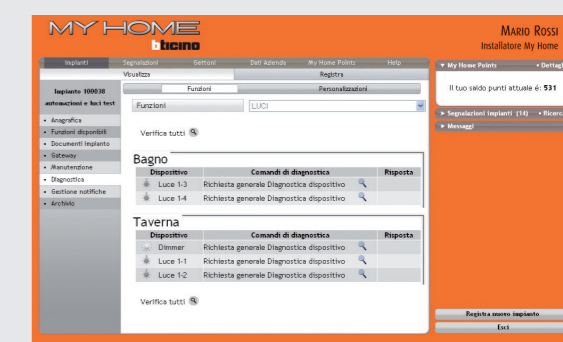 MY HOME
bticino
MARIO ROSSI
Installatore My Home
Impianti Segnalazioni Gettoni Dati Azienda My Home Points Help
Visualizza Registra
My Home Points • Dettagl
Il tuo saldo punti attuale é: 531
Segnalazioni Impianti (14) • Ricerc
Messaggi
Impianto 100038
automazioni e luci test
• Anagrafica
• Funzioni disponibili
• Documenti Impianto
• Gateway
• Manutenzione
• Diagnostica
• Gestione notifiche
• Archivio
Funzioni Personalizzazioni
Funzioni LUCI
Verifica tutti
Bagno
Dispositivo Comandi di diagnostica Risposta
Luce 1-3 Richiesta generale Diagnostica dispositivo
Luce 1-4 Richiesta generale Diagnostica dispositivo
Taverna
Dispositivo Comandi di diagnostica Risposta
Dimmer Richiesta generale Diagnostica dispositivo
Luce 1-1 Richiesta generale Diagnostica dispositivo
Luce 1-2 Richiesta generale Diagnostica dispositivo
Verifica tutti
Registra nuovo impianto
Esci